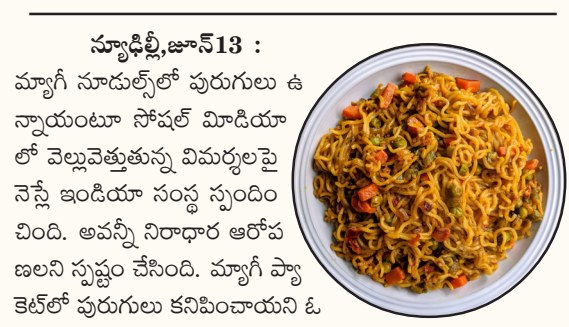 న్యూఢిల్లీ,జూన్13 :
మ్యాగీ నూడుల్స్‌లో పురుగులు ఉ
న్నాయంటూ సోషల్ మీడియా
లో వెల్లువెత్తుతున్న విమర్శలపై
నెస్లే ఇండియా సంస్థ స్పందిం
చింది. అవన్నీ నిరాధార ఆరోప
ణలని స్పష్టం చేసింది. మ్యాగీ ప్యా
కెట్‌లో పురుగులు కనిపించాయని ఓ